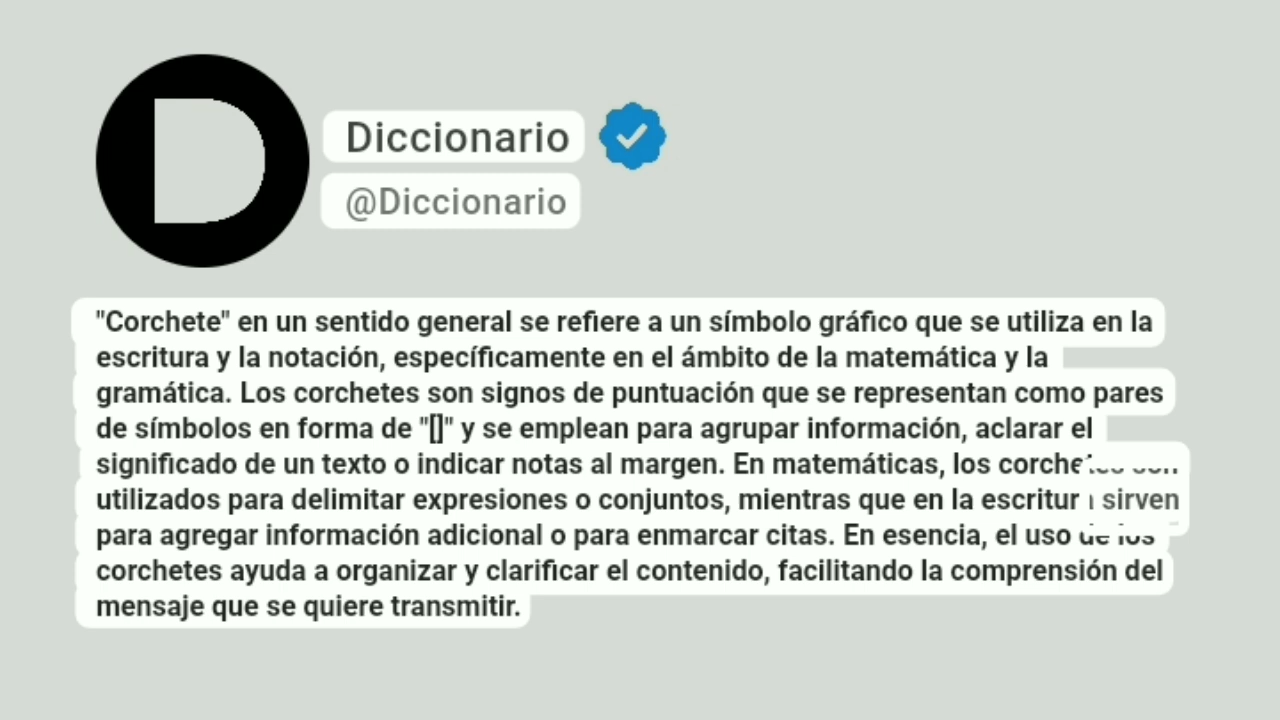 D
Diccionario
@Diccionario
"Corchete" en un sentido general se refiere a un símbolo gráfico que se utiliza en la
escritura y la notación, específicamente en el ámbito de la matemática y la
gramática. Los corchetes son signos de puntuación que se representan como pares
de símbolos en forma de "[]" y se emplean para agrupar información, aclarar el
significado de un texto o indicar notas al margen. En matemáticas, los corchetes son
utilizados para delimitar expresiones o conjuntos, mientras que en la escritura sirven
para agregar información adicional o para enmarcar citas. En esencia, el uso de los
corchetes ayuda a organizar y clarificar el contenido, facilitando la comprensión del
mensaje que se quiere transmitir.